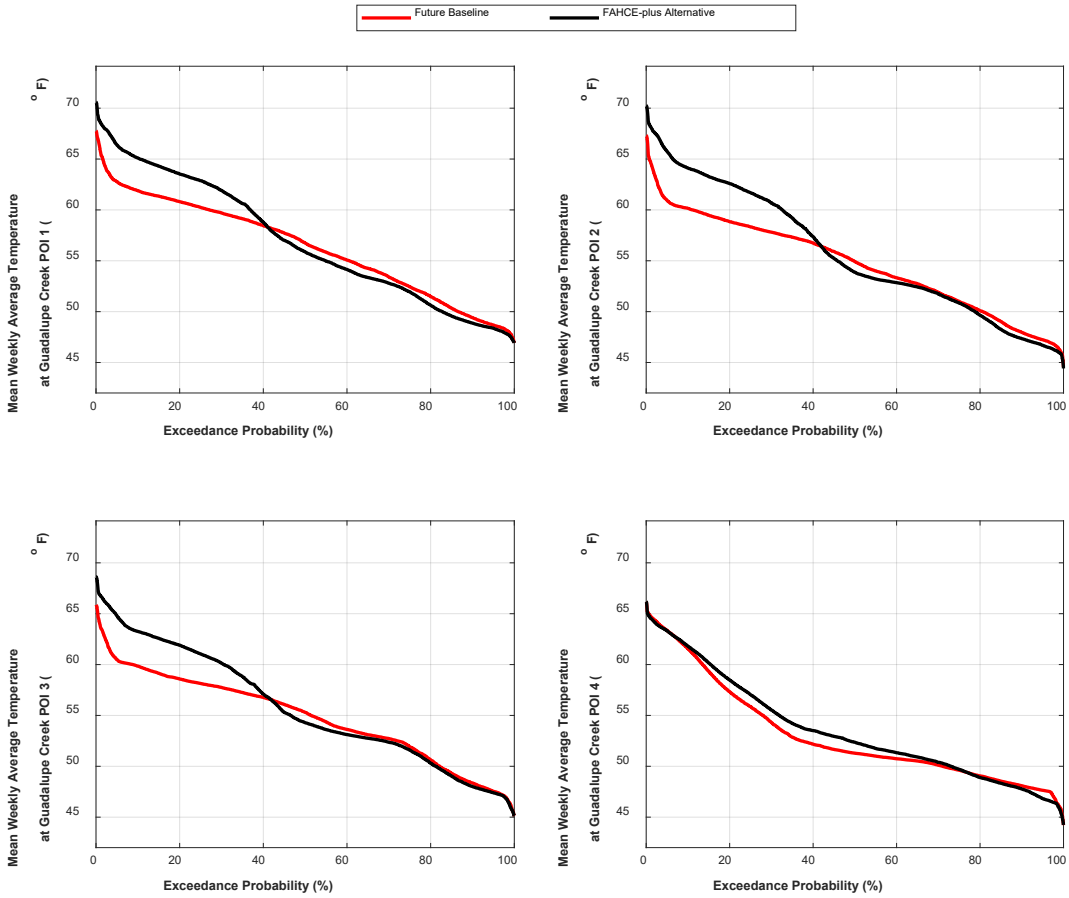 Future Baseline
FAHCE-plus Alternative
Mean Weekly Average Temperature
at Guadalupe Creek POI 1 (
o F)
70
65
60
55
50
45
0 20 40 60 80 100
Exceedance Probability (%)
Mean Weekly Average Temperature
at Guadalupe Creek POI 2 (
o F)
70
65
60
55
50
45
0 20 40 60 80 100
Exceedance Probability (%)
Mean Weekly Average Temperature
at Guadalupe Creek POI 3 (
o F)
70
65
60
55
50
45
0 20 40 60 80 100
Exceedance Probability (%)
Mean Weekly Average Temperature
at Guadalupe Creek POI 4 (
o F)
70
65
60
55
50
45
0 20 40 60 80 100
Exceedance Probability (%)